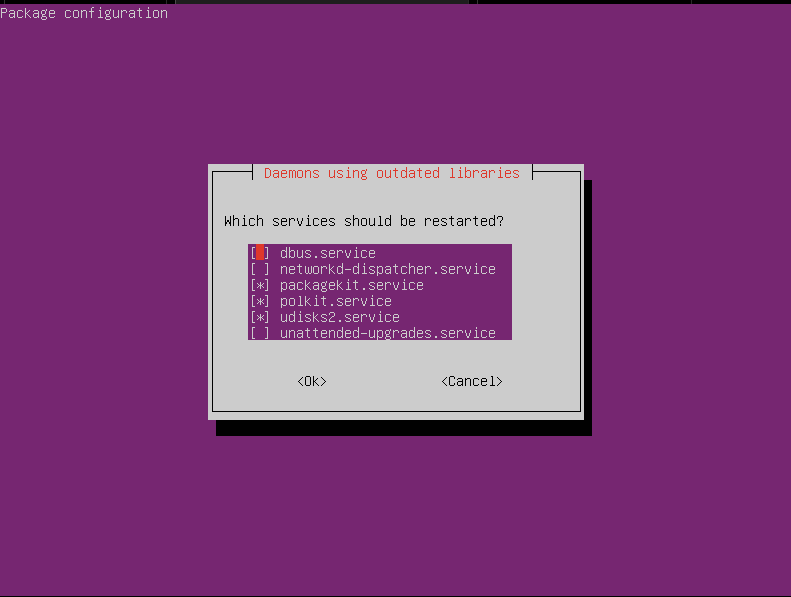 Package configuration
Daemons using outdated libraries
Which services should be restarted?
[ ] dbus.service
[ ] networkd-dispatcher.service
[*] packagekit.service
[*] polkit.service
[*] udisks2.service
[ ] unattended-upgrades.service
<Ok> <Cancel>